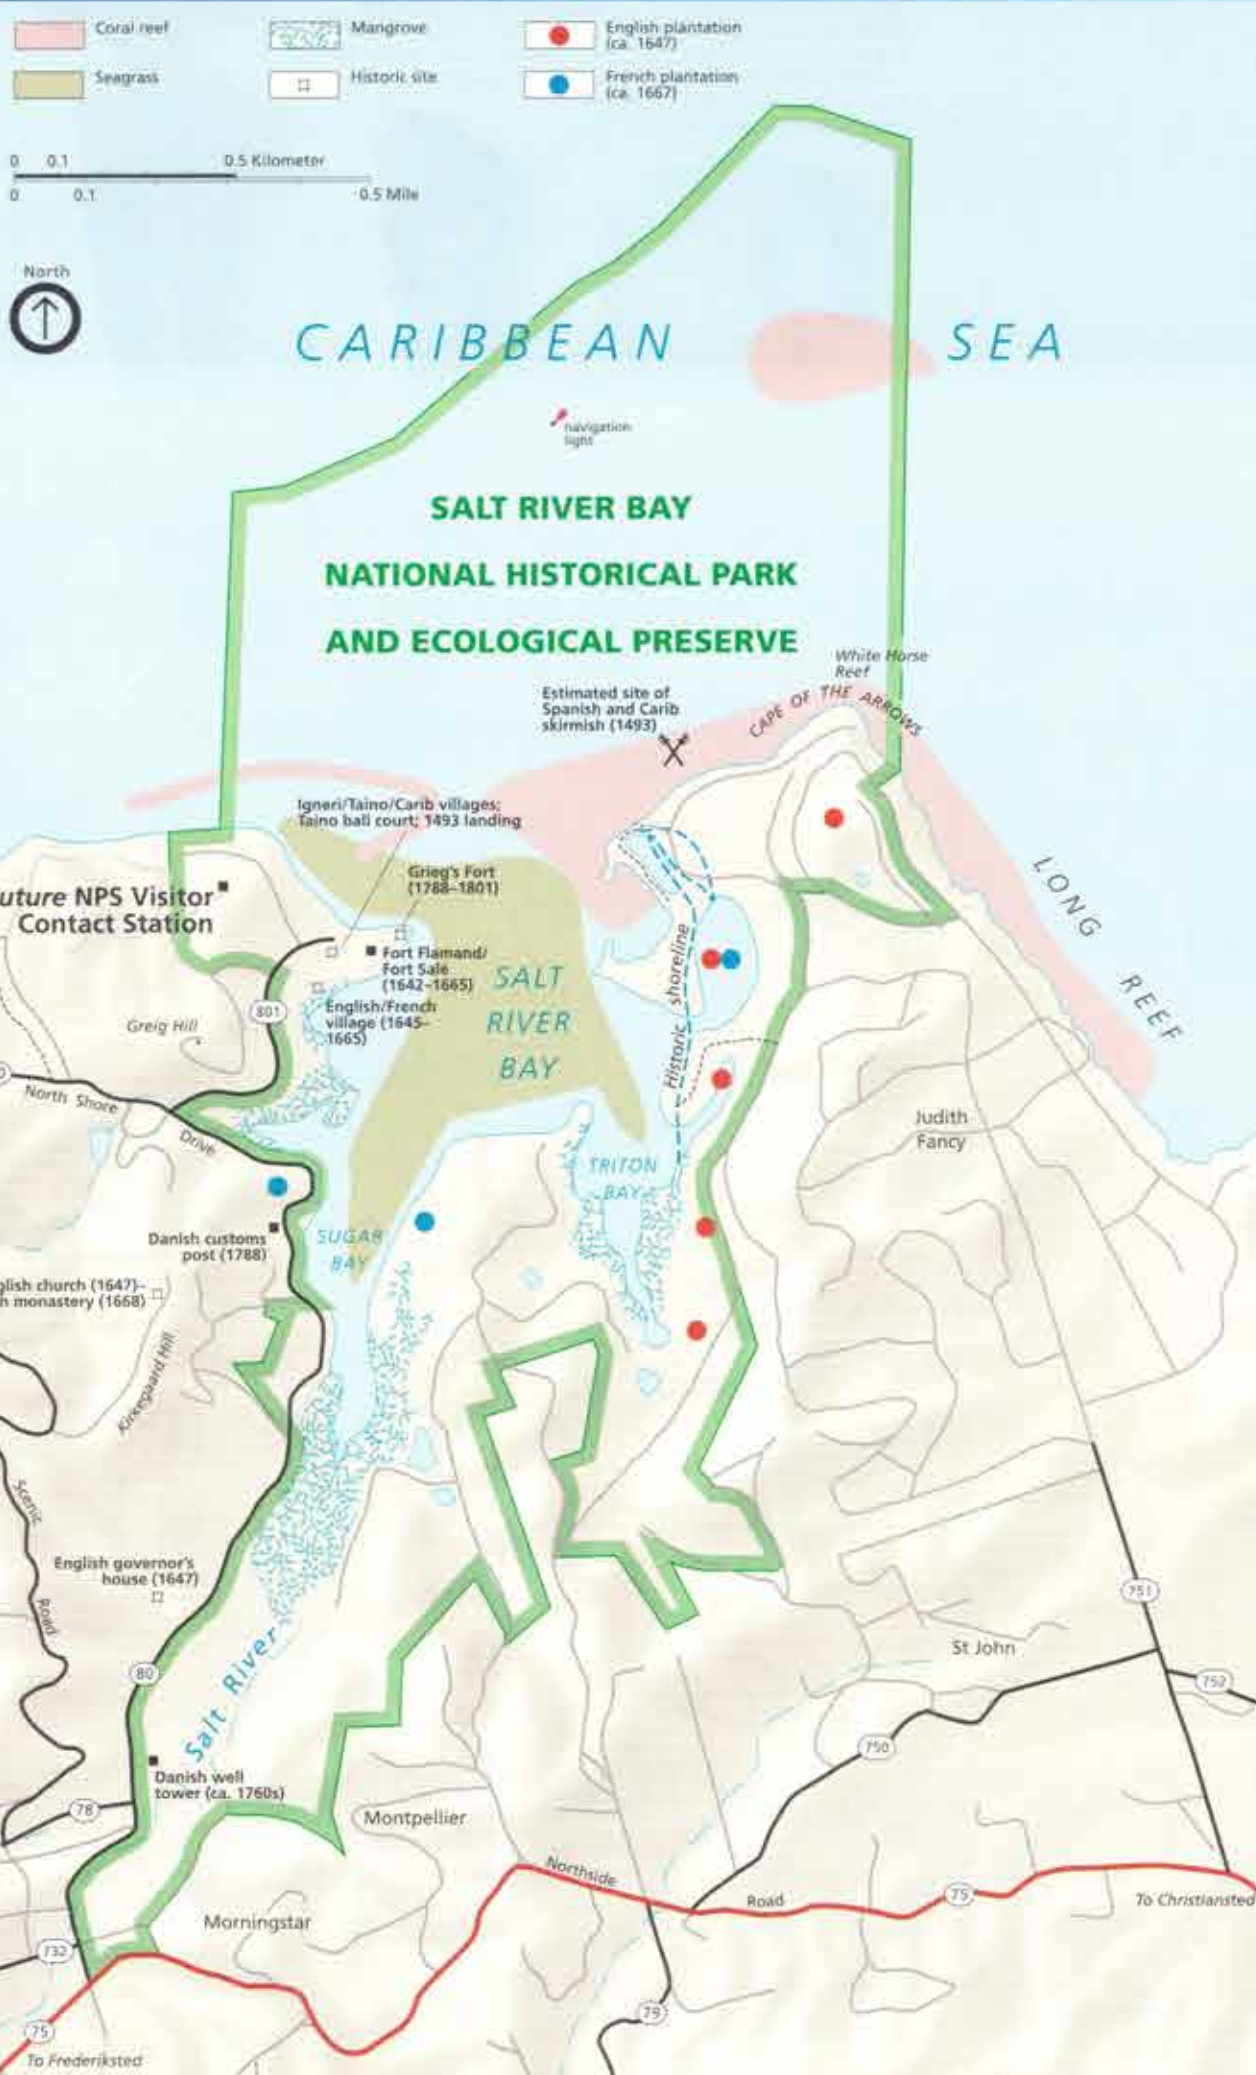 Coral reef
Mangrove
English plantation
(ca. 1647)
Seagrass
Historic site
French plantation
(ca. 1667)
0 0.1 0.5 Kilometer
0 0.1 0.5 Mile
North
CARIBBEAN SEA
navigation
light
SALT RIVER BAY
NATIONAL HISTORICAL PARK
AND ECOLOGICAL PRESERVE
White Horse
Reef
CAPE OF THE ARROWS
Estimated site of
Spanish and Carib
skirmish (1493)
Igneri/Taino/Carib villages;
Taino ball court; 1493 landing
Grieg's Fort
(1788–1801)
uture NPS Visitor
Contact Station
Fort Flamand/
Fort Sale
(1642–1665)
English/French
village (1645–
1665)
SALT
RIVER
BAY
Historic shoreline
LONG REEF
801
Greig Hill
North Shore
Drive
Judith
Fancy
TRITON
BAY
SUGAR
BAY
Danish customs
post (1788)
glish church (1647)–
h monastery (1668)
Kirkegaard Hill
Scenic
Road
English governor's
house (1647)
80
Salt River
751
St John
752
750
Danish well
tower (ca. 1760s)
78
Montpellier
Northside
Road
75
To Christiansted
Morningstar
732
79
75
To Frederiksted